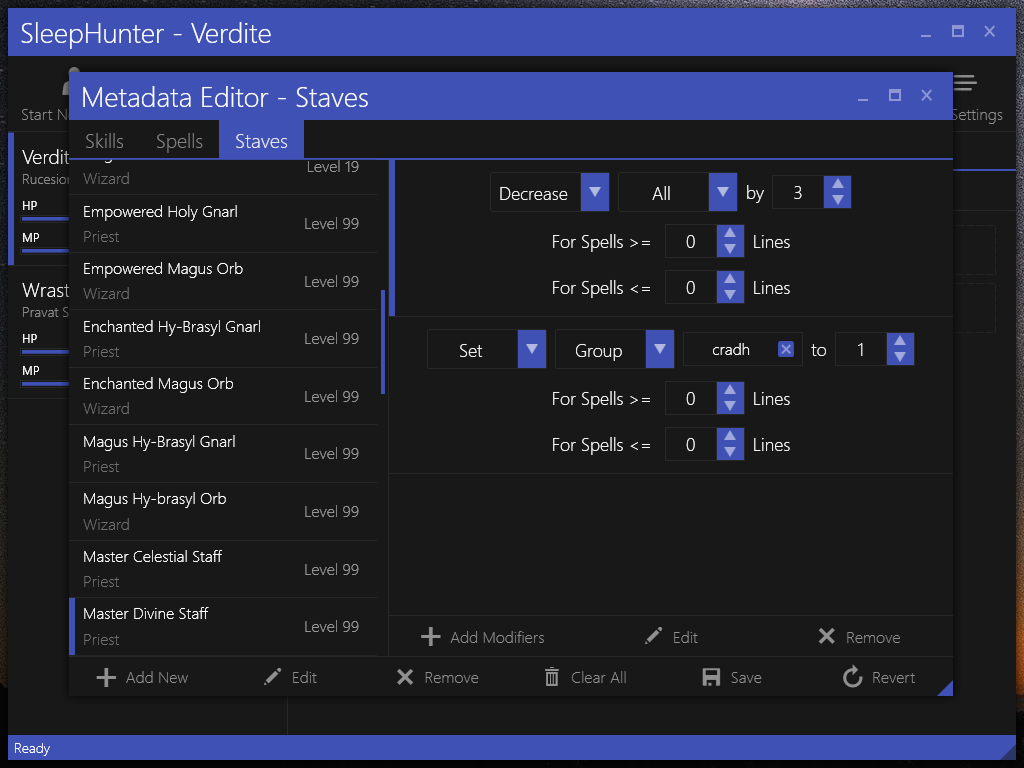 SleepHunter - Verdite
Start N
Settings
Metadata Editor - Staves
Skills
Spells
Staves
Verdit
Rucesion
HP
MP
Wrast
Pravat S
HP
MP
Level 19
Wizard
Empowered Holy Gnarl
Priest
Level 99
Empowered Magus Orb
Wizard
Level 99
Enchanted Hy-Brasyl Gnarl
Priest
Level 99
Enchanted Magus Orb
Wizard
Level 99
Magus Hy-Brasyl Gnarl
Priest
Level 99
Magus Hy-brasyl Orb
Wizard
Level 99
Master Celestial Staff
Priest
Level 99
Master Divine Staff
Priest
Level 99
Decrease All by 3
For Spells >= 0 Lines
For Spells <= 0 Lines
Set Group cradh to 1
For Spells >= 0 Lines
For Spells <= 0 Lines
Add Modifiers
Edit
Remove
Add New
Edit
Remove
Clear All
Save
Revert
Ready